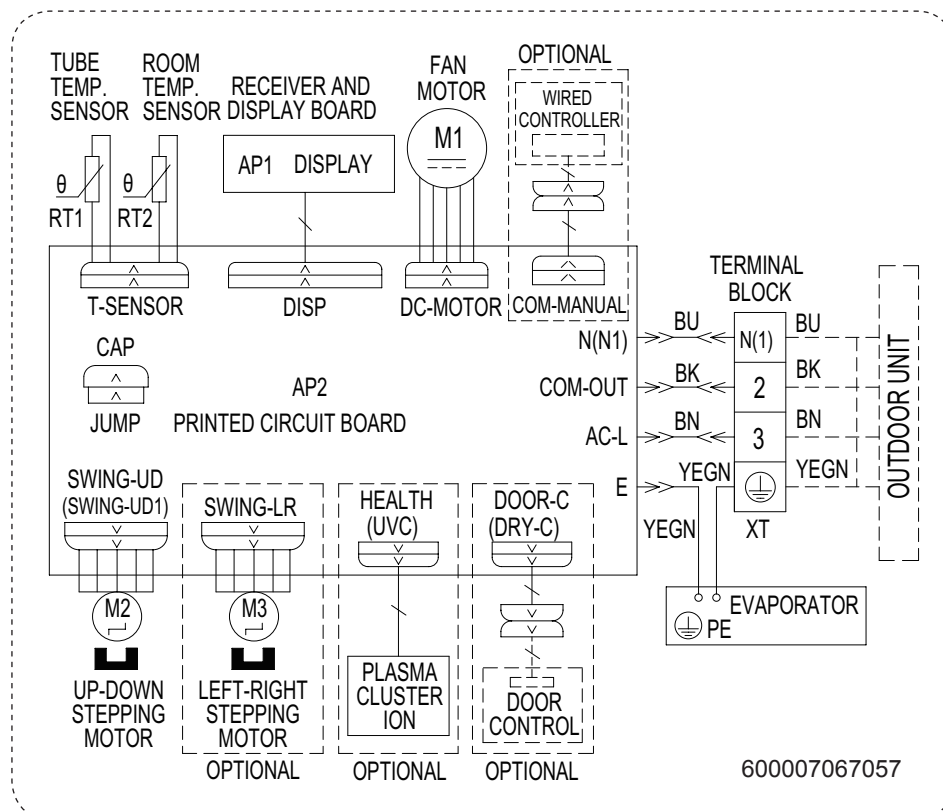 TUBE
TEMP.
SENSOR
ROOM
TEMP.
SENSOR
RECEIVER AND
DISPLAY BOARD
FAN
MOTOR
OPTIONAL
WIRED
CONTROLLER
AP1 DISPLAY
M1
θ
RT1
θ
RT2
T-SENSOR
DISP
DC-MOTOR
COM-MANUAL
TERMINAL
BLOCK
N(N1)
BU
N(1)
BU
COM-OUT
BK
2
BK
AC-L
BN
3
BN
E
YEGN
YEGN
YEGN
XT
OUTDOOR UNIT
CAP
JUMP
AP2
PRINTED CIRCUIT BOARD
SWING-UD
(SWING-UD1)
SWING-LR
HEALTH
(UVC)
DOOR-C
(DRY-C)
M2
M3
EVAPORATOR
PE
UP-DOWN
STEPPING
MOTOR
LEFT-RIGHT
STEPPING
MOTOR
PLASMA
CLUSTER
ION
DOOR
CONTROL
OPTIONAL
OPTIONAL
OPTIONAL
600007067057